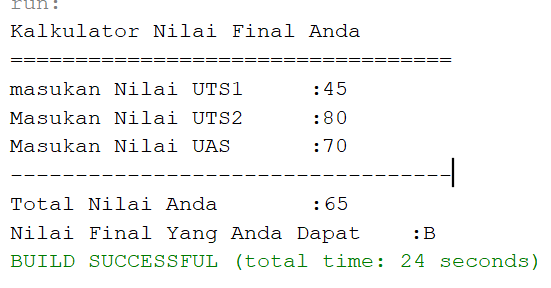 run:
Kalkulator Nilai Final Anda
==================================
masukan Nilai UTS1     :45
Masukan Nilai UTS2     :80
Masukan Nilai UAS      :70
----------------------------------
Total Nilai Anda       :65
Nilai Final Yang Anda Dapat    :B
BUILD SUCCESSFUL (total time: 24 seconds)